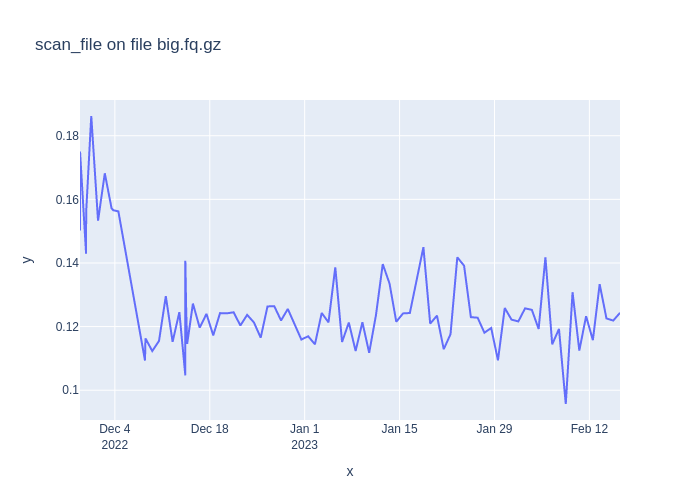 scan_file on file big.fq.gz
0.18
0.16
0.14
0.12
0.1
y
Dec 4
2022
Dec 18
Jan 1
2023
Jan 15
Jan 29
Feb 12
x